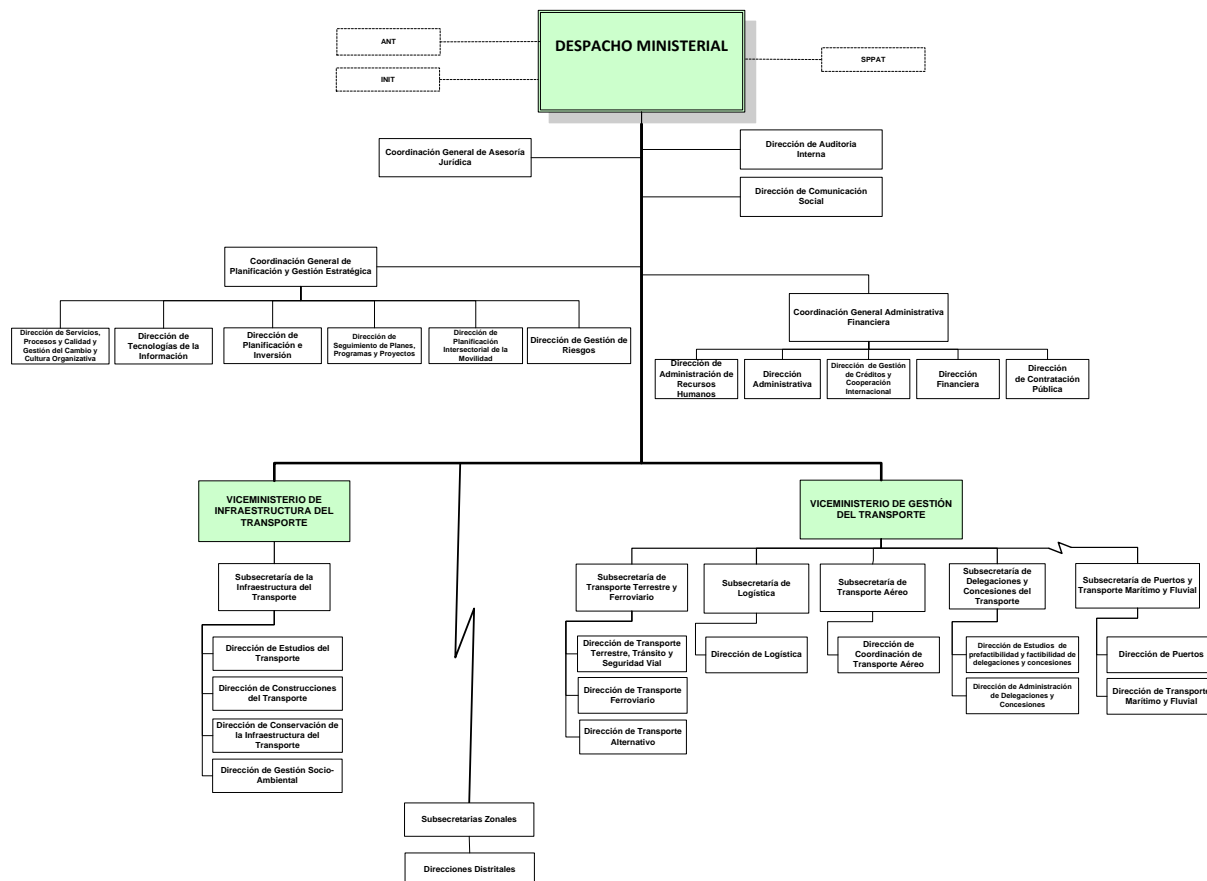 DESPACHO MINISTERIAL
ANT
INIT
SPPAT
Coordinación General de Asesoría
Jurídica
Dirección de Auditoria
Interna
Dirección de Comunicación
Social
Coordinación General de
Planificación y Gestión Estratégica
Dirección de Servicios,
Procesos y Calidad y
Gestión del Cambio y
Cultura Organizativa
Dirección de
Tecnologías de la
Información
Dirección de
Planificación e
Inversión
Dirección de
Seguimiento de Planes,
Programas y Proyectos
Dirección de
Planificación
Intersectorial de la
Movilidad
Dirección de Gestión de
Riesgos
Coordinación General Administrativa
Financiera
Dirección de
Administración de
Recursos
Humanos
Dirección
Administrativa
Dirección de Gestión
de Créditos y
Cooperación
Internacional
Dirección
Financiera
Dirección
de Contratación
Pública
VICEMINISTERIO DE
INFRAESTRUCTURA DEL
TRANSPORTE
VICEMINISTERIO DE GESTIÓN
DEL TRANSPORTE
Subsecretaría de la
Infraestructura del
Transporte
Dirección de Estudios del
Transporte
Dirección de Construcciones
del Transporte
Dirección de Conservación de
la Infraestructura del
Transporte
Dirección de Gestión Socio-
Ambiental
Subsecretaría de
Transporte Terrestre y
Ferroviario
Dirección de Transporte
Terrestre, Tránsito y
Seguridad Vial
Dirección de Transporte
Ferroviario
Dirección de Transporte
Alternativo
Subsecretaría de
Logística
Dirección de Logística
Subsecretaría de
Transporte Aéreo
Dirección de
Coordinación de
Transporte Aéreo
Subsecretaría de
Delegaciones y
Concesiones del
Transporte
Dirección de Estudios de
prefactibilidad y factibilidad de
delegaciones y concesiones
Dirección de Administración
de Delegaciones y
Concesiones
Subsecretaría de Puertos y
Transporte Marítimo y Fluvial
Dirección de Puertos
Dirección de Transporte
Marítimo y Fluvial
Subsecretarias Zonales
Direcciones Distritales